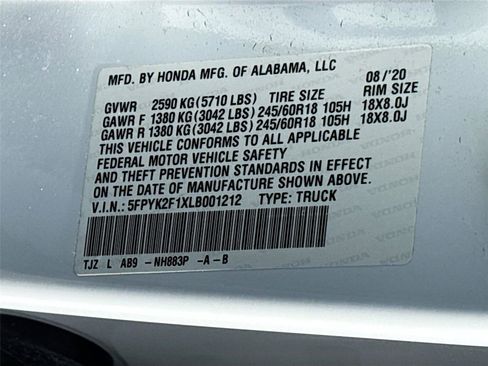 MFD. BY HONDA MFG. OF ALABAMA, LLC 08/'20
GVWR 2590 KG(5710 LBS) TIRE SIZE RIM SIZE
GAWR F 1380 KG(3042 LBS) 245/60R18 105H 18X8.0J
GAWR R 1380 KG(3042 LBS) 245/60R18 105H 18X8.0J
THIS VEHICLE CONFORMS TO ALL APPLICABLE
FEDERAL MOTOR VEHICLE SAFETY
AND THEFT PREVENTION STANDARDS IN EFFECT ON THE
DATE OF MANUFACTURE SHOWN ABOVE.
V.I.N.: 5FPYK2F1XLB001212 TYPE: TRUCK
TJZ L AB9 -NH883P -A-B